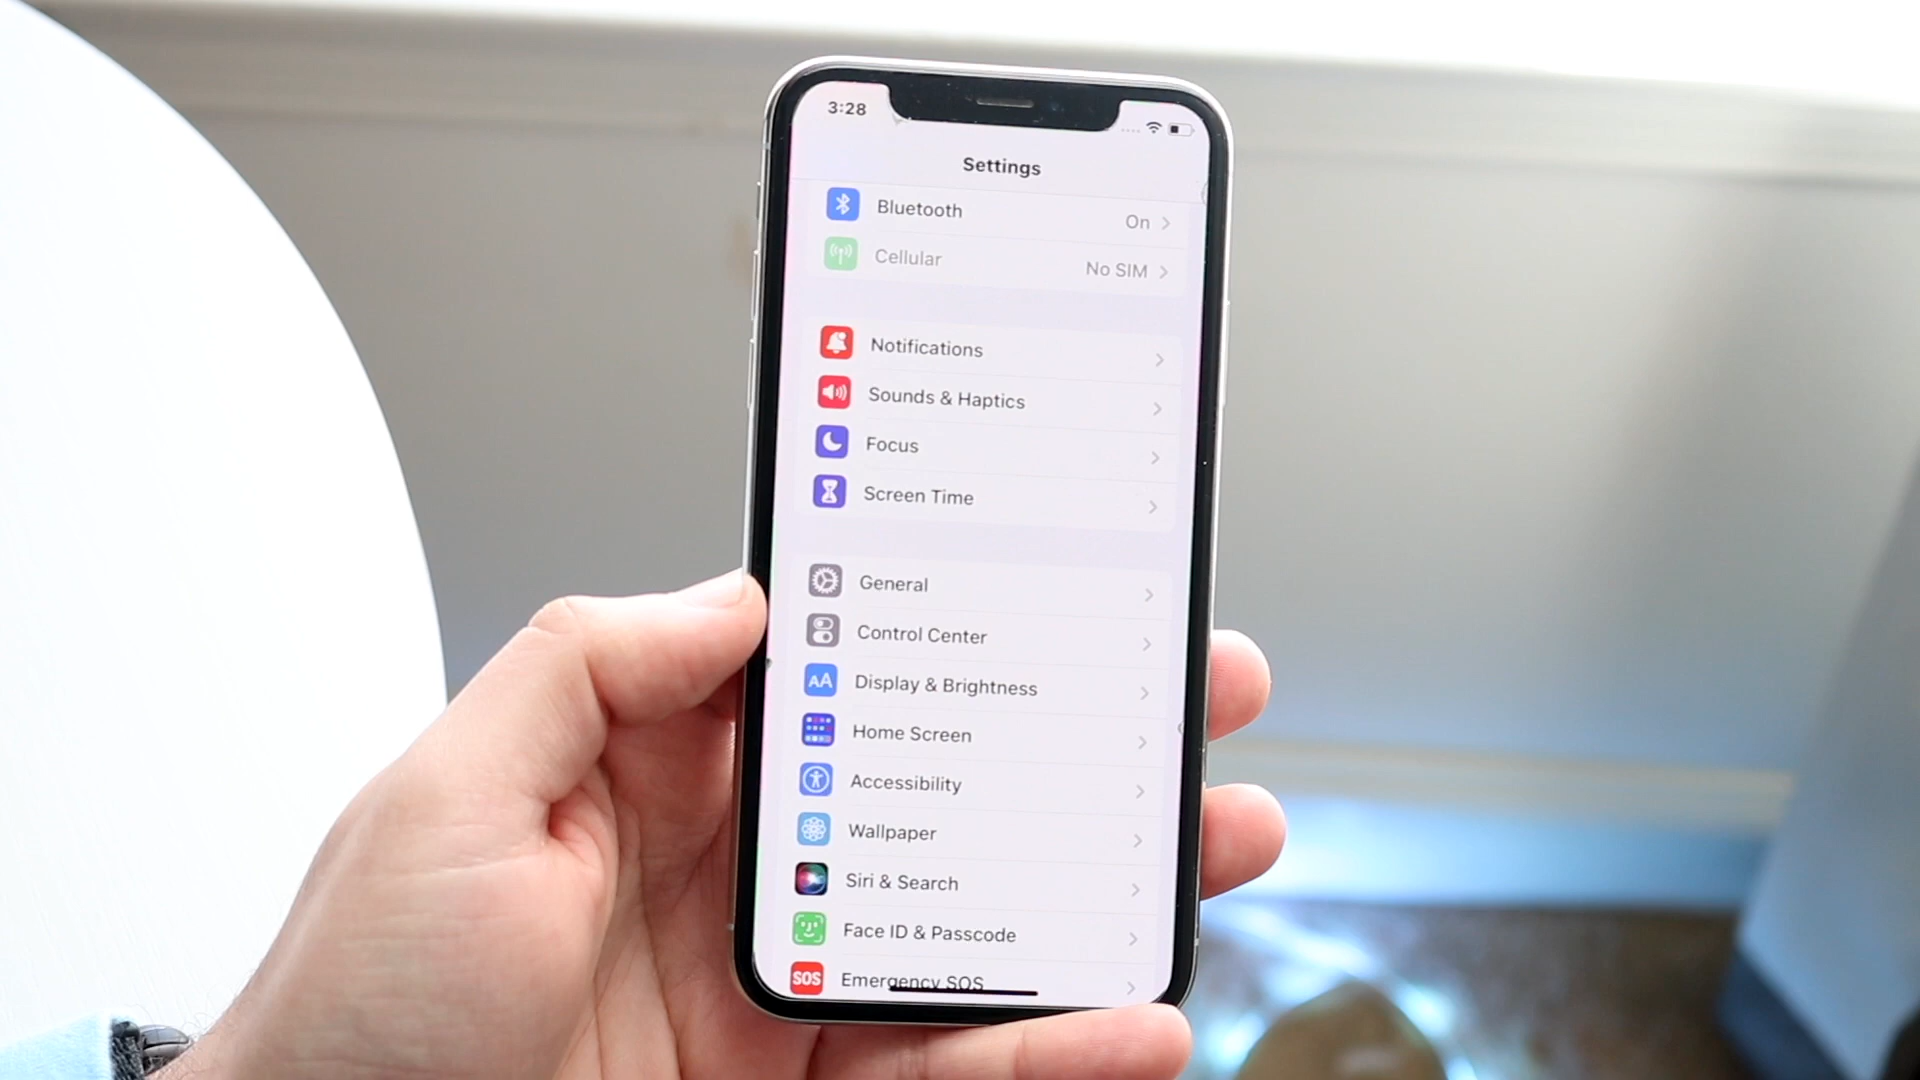 3:28
Settings
Bluetooth On
Cellular No SIM
Notifications
Sounds & Haptics
Focus
Screen Time
General
Control Center
AA Display & Brightness
Home Screen
Accessibility
Wallpaper
Siri & Search
Face ID & Passcode
SOS Emergency SOS